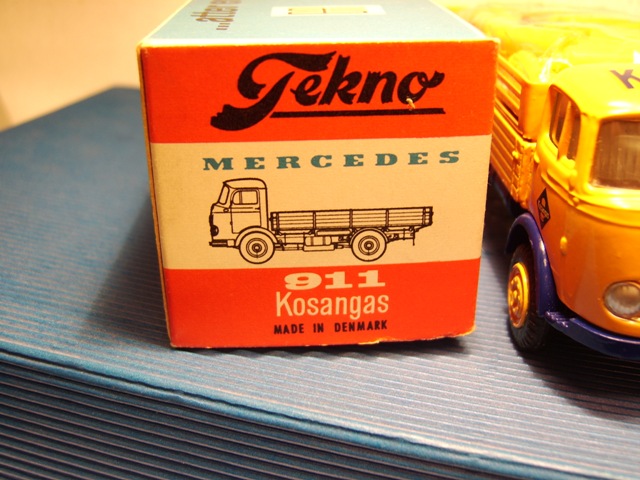 Tekno
MERCEDES
911
Kosangas
MADE IN DENMARK
K